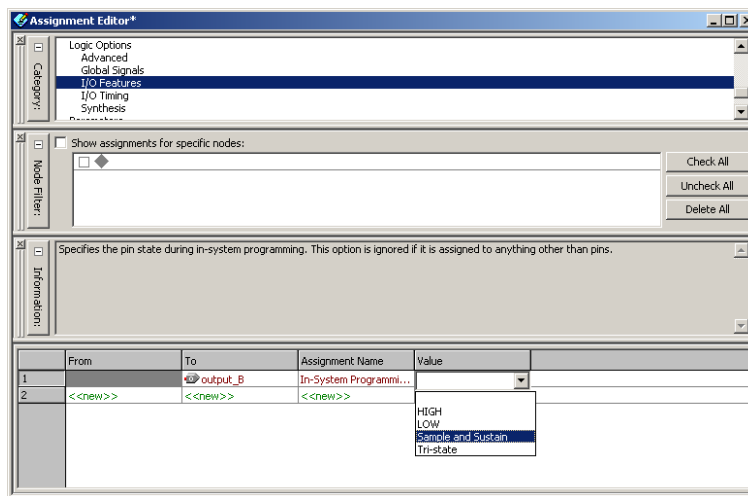 Assignment Editor*
Category:
Logic Options
Advanced
Global Signals
I/O Features
I/O Timing
Synthesis
Parameters
Node Filter:
Show assignments for specific nodes:
Check All
Uncheck All
Delete All
Information:
Specifies the pin state during in-system programming. This option is ignored if it is assigned to anything other than pins.
From To Assignment Name Value
1 output_B In-System Programmi...
2 <<new>> <<new>> <<new>>
HIGH
LOW
Sample and Sustain
Tri-state